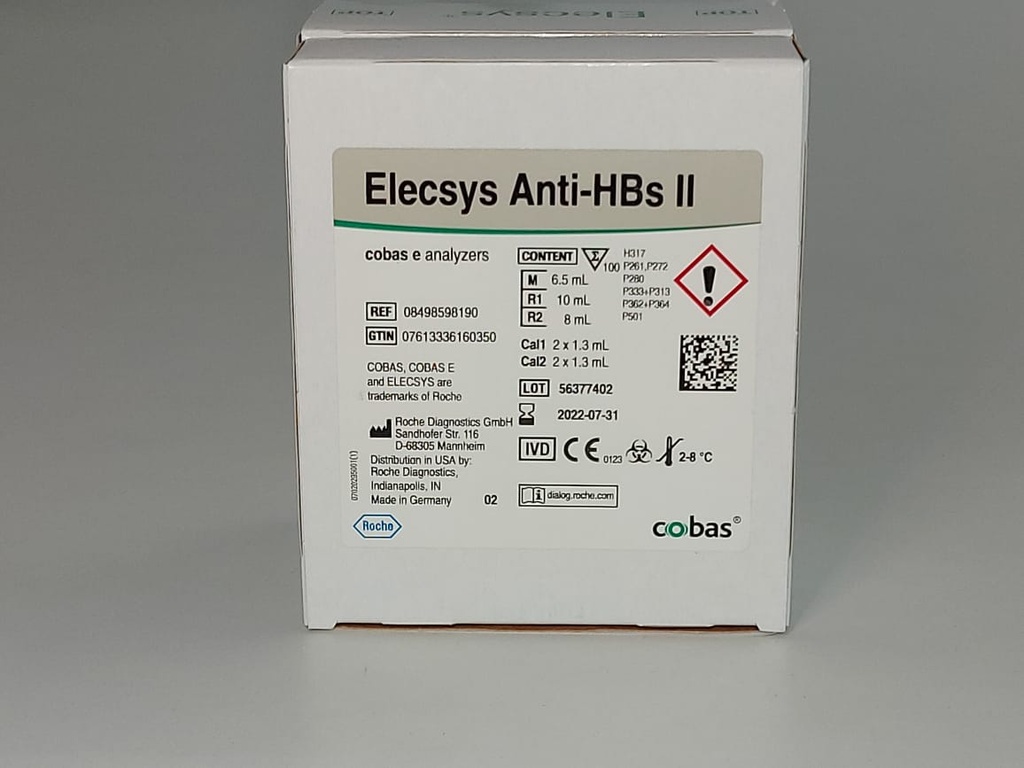 TOP
Elecsys®
TOP
Elecsys Anti-HBs II
cobas e analyzers
REF 08498598190
GTIN 07613336160350
COBAS, COBAS E
and ELECSYS are
trademarks of Roche
Roche Diagnostics GmbH
Sandhofer Str. 116
D-68305 Mannheim
Distribution in USA by:
Roche Diagnostics,
Indianapolis, IN
Made in Germany 02
Roche
CONTENT Σ 100
M 6.5 mL
R1 10 mL
R2 8 mL
Cal1 2 x 1.3 mL
Cal2 2 x 1.3 mL
LOT 56377402
2022-07-31
IVD CE 0123 2-8 °C
i dialog.roche.com
H317
P261,P272
P280
P333+P313
P362+P364
P501
cobas®